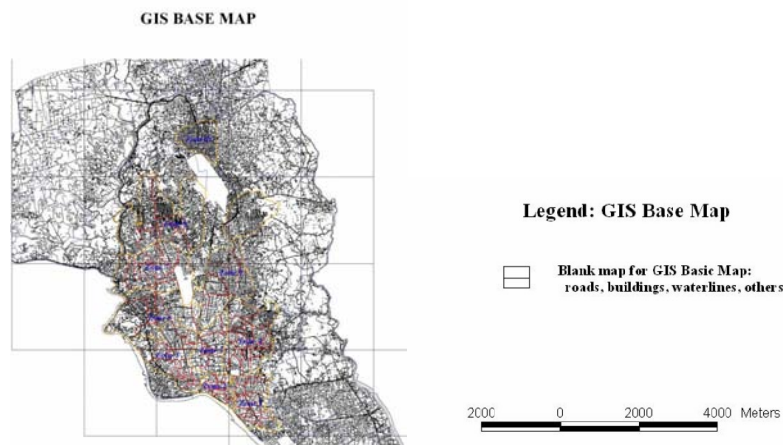 GIS BASE MAP
Legend: GIS Base Map
Blank map for GIS Basic Map:
roads, buildings, waterlines, others
2000 0 2000 4000 Meters